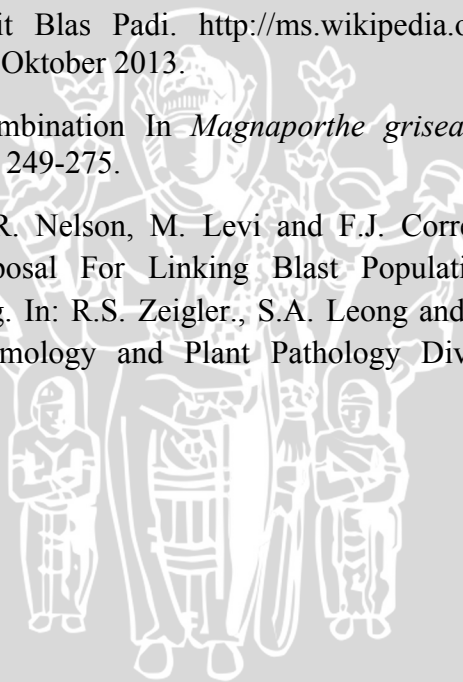 it Blas Padi. http://ms.wikipedia.o
Oktober 2013.
mbination In Magnaporthe grisea
249-275.
R. Nelson, M. Levi and F.J. Corre
posal For Linking Blast Populati
g. In: R.S. Zeigler., S.A. Leong and
mology and Plant Pathology Div